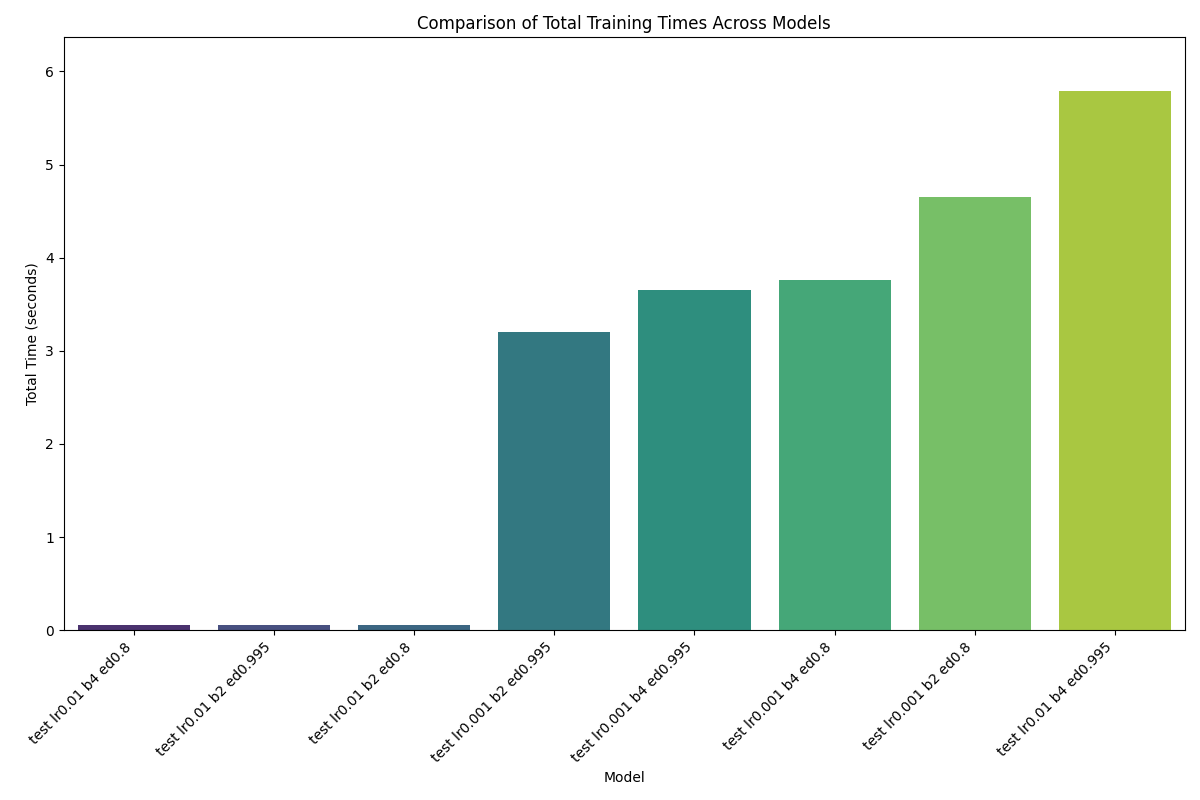 Comparison of Total Training Times Across Models
Total Time (seconds)
6
5
4
3
2
1
0
test lr0.01 b4 ed0.8
test lr0.01 b2 ed0.995
test lr0.01 b2 ed0.8
test lr0.001 b2 ed0.995
test lr0.001 b4 ed0.995
test lr0.001 b4 ed0.8
test lr0.001 b2 ed0.8
test lr0.01 b4 ed0.995
Model